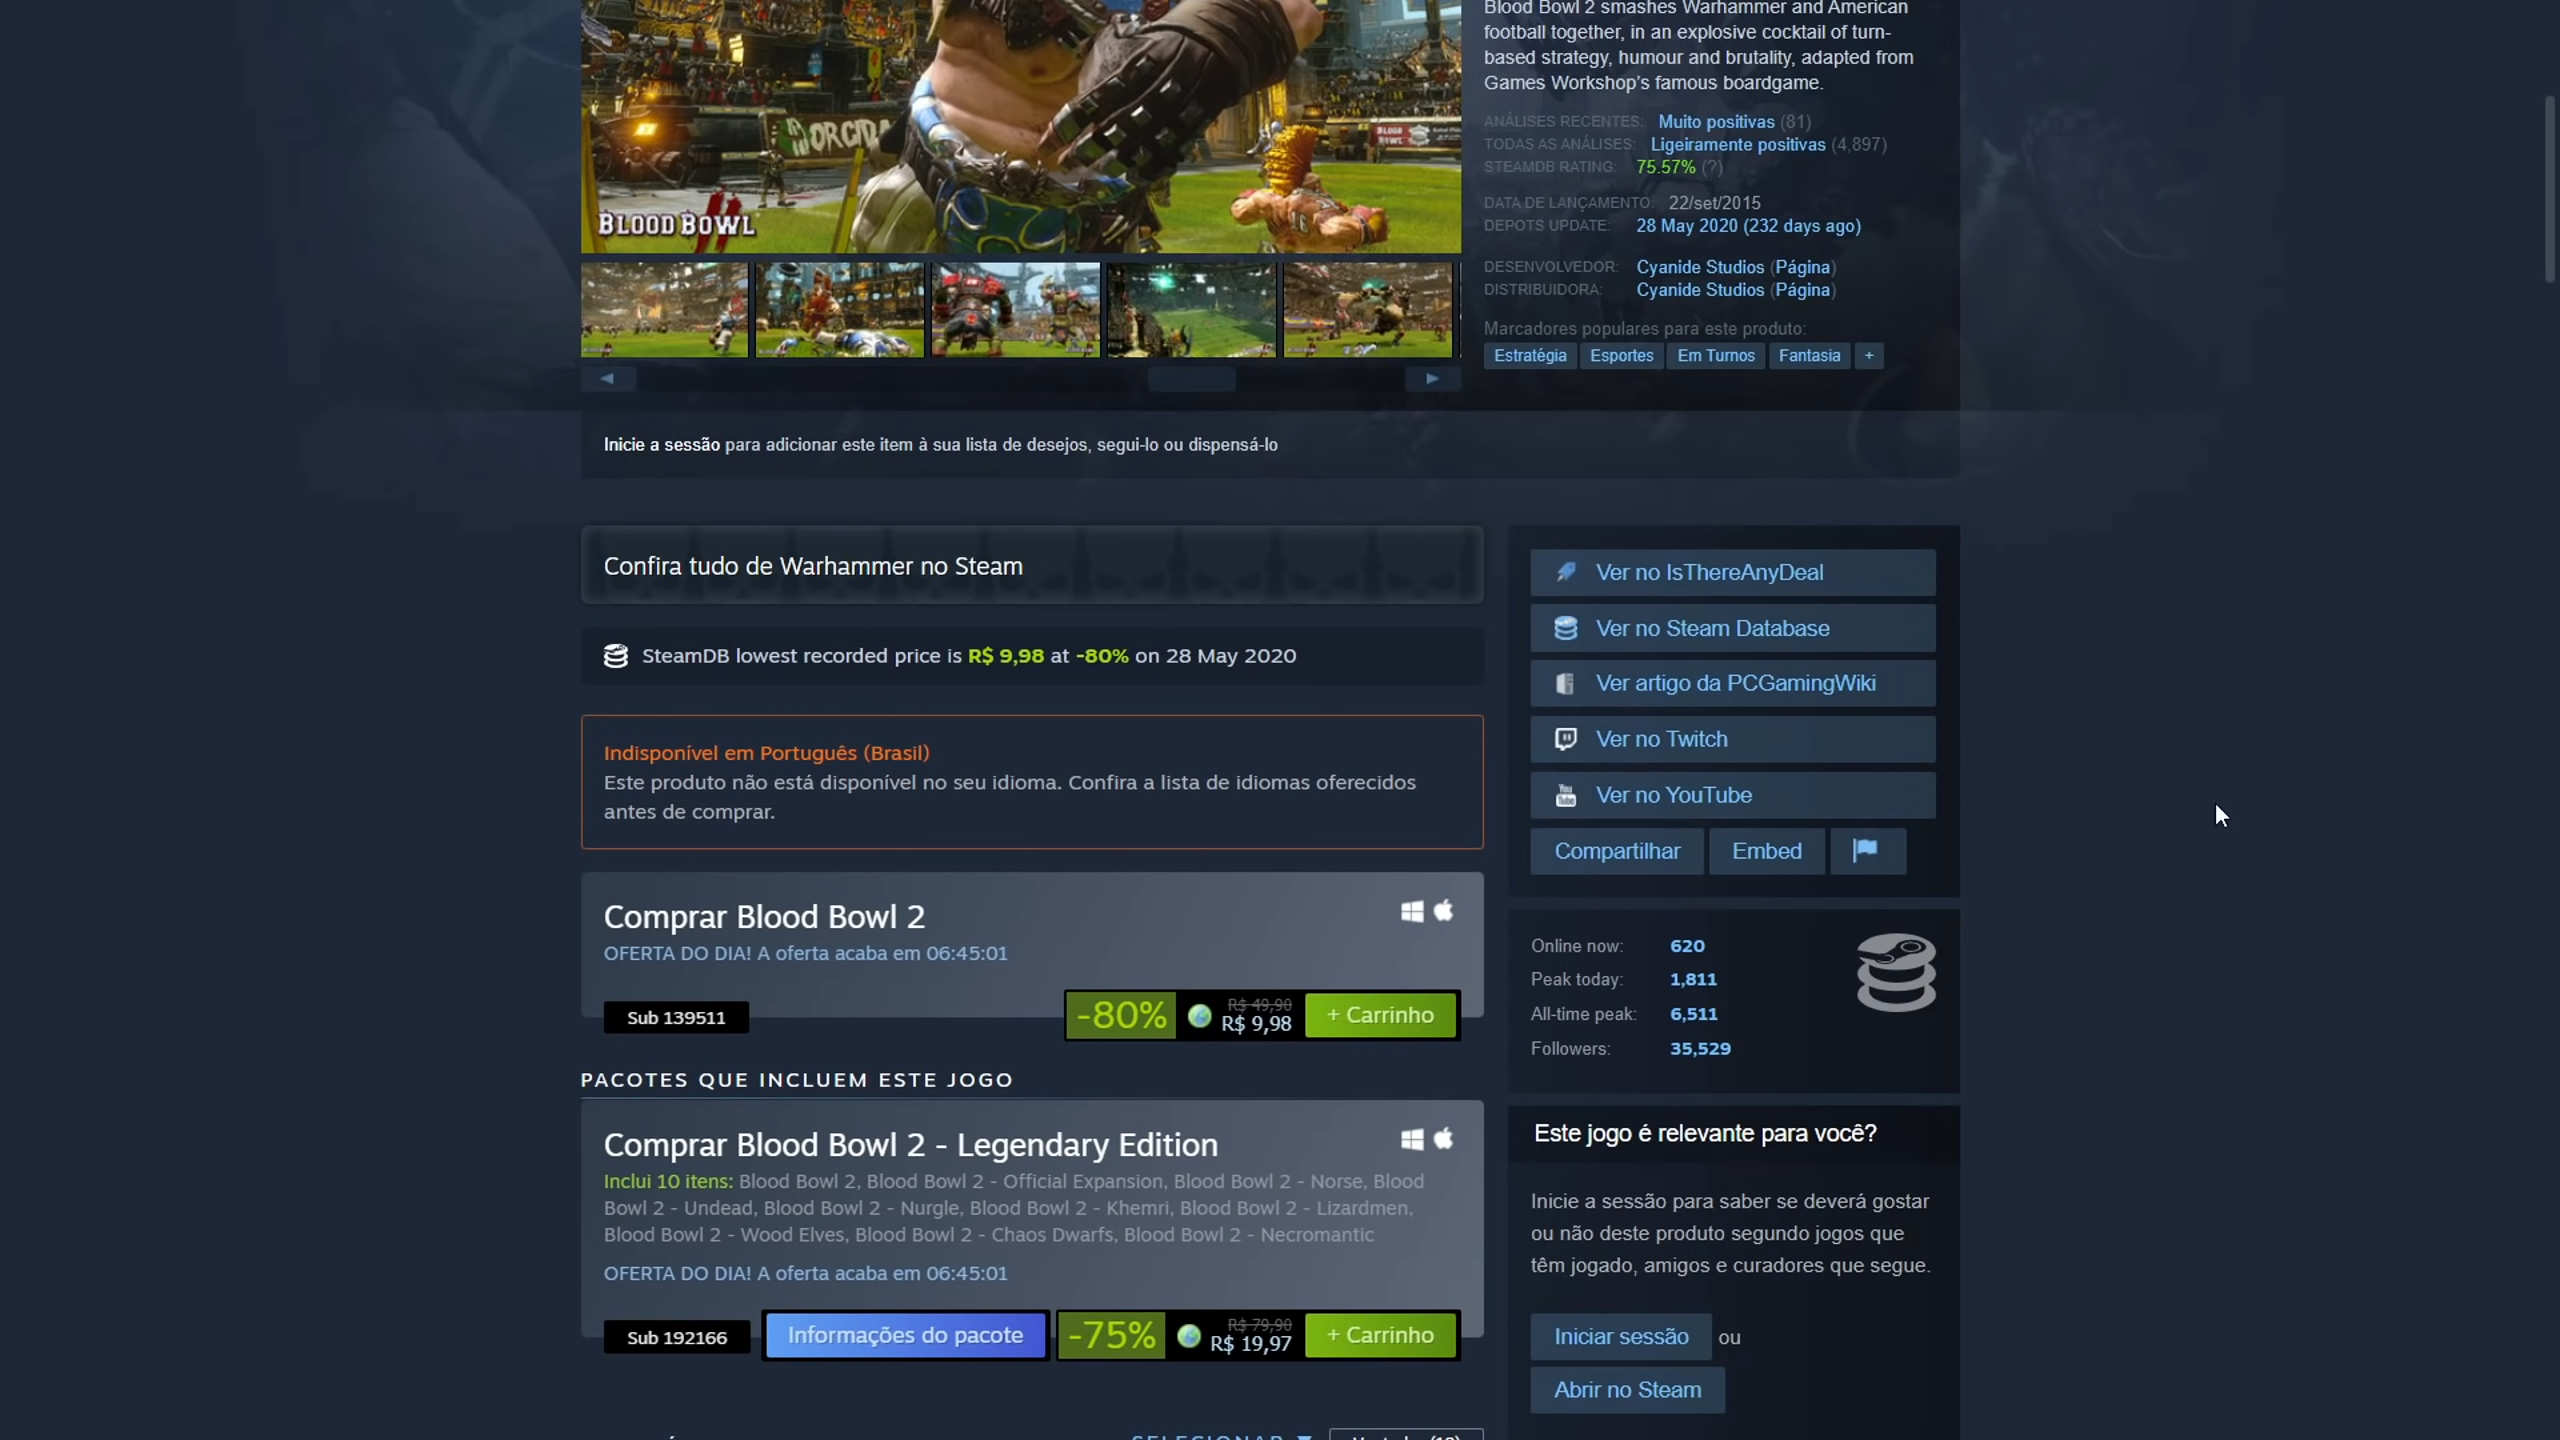 Blood Bowl 2 smashes Warhammer and American
football together, in an explosive cocktail of turn-
based strategy, humour and brutality, adapted from
Games Workshop's famous boardgame.
ANÁLISES RECENTES: Muito positivas (81)
TODAS AS ANÁLISES: Ligeiramente positivas (4,897)
STEAMDB RATING: 75.57% (?)
DATA DE LANÇAMENTO: 22/set/2015
DEPOTS UPDATE: 28 May 2020 (232 days ago)
DESENVOLVEDOR: Cyanide Studios (Página)
DISTRIBUIDORA: Cyanide Studios (Página)
Marcadores populares para este produto:
Estratégia Esportes Em Turnos Fantasia +
BLOOD BOWL II
Inicie a sessão para adicionar este item à sua lista de desejos, segui-lo ou dispensá-lo
Confira tudo de Warhammer no Steam
SteamDB lowest recorded price is R$ 9,98 at -80% on 28 May 2020
Indisponível em Português (Brasil)
Este produto não está disponível no seu idioma. Confira a lista de idiomas oferecidos
antes de comprar.
Comprar Blood Bowl 2
OFERTA DO DIA! A oferta acaba em 06:45:01
Sub 139511
-80%
R$ 49,90
R$ 9,98
+ Carrinho
PACOTES QUE INCLUEM ESTE JOGO
Comprar Blood Bowl 2 - Legendary Edition
Inclui 10 itens: Blood Bowl 2, Blood Bowl 2 - Official Expansion, Blood Bowl 2 - Norse, Blood
Bowl 2 - Undead, Blood Bowl 2 - Nurgle, Blood Bowl 2 - Khemri, Blood Bowl 2 - Lizardmen,
Blood Bowl 2 - Wood Elves, Blood Bowl 2 - Chaos Dwarfs, Blood Bowl 2 - Necromantic
OFERTA DO DIA! A oferta acaba em 06:45:01
Sub 192166
Informações do pacote
-75%
R$ 79,90
R$ 19,97
+ Carrinho
SELECIONAR
Ver no IsThereAnyDeal
Ver no Steam Database
Ver artigo da PCGamingWiki
Ver no Twitch
Ver no YouTube
Compartilhar Embed
Online now: 620
Peak today: 1,811
All-time peak: 6,511
Followers: 35,529
Este jogo é relevante para você?
Inicie a sessão para saber se deverá gostar
ou não deste produto segundo jogos que
têm jogado, amigos e curadores que segue.
Iniciar sessão ou
Abrir no Steam